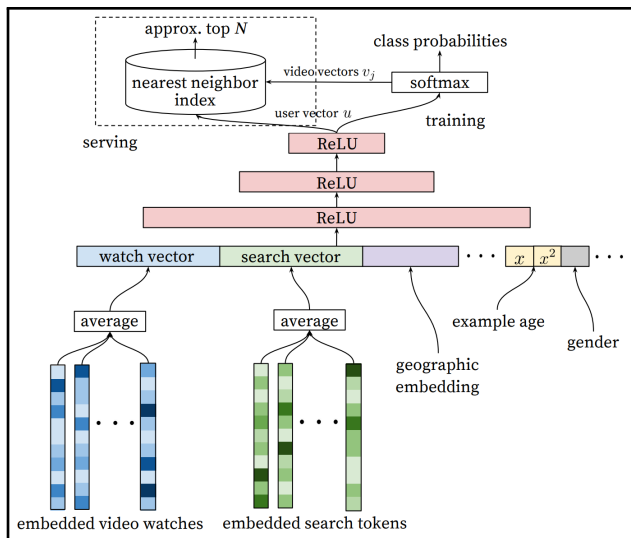 approx. top N
class probabilities
nearest neighbor
index
video vectors v_j
softmax
user vector u
serving
training
ReLU
ReLU
ReLU
watch vector
search vector
x
x²
average
average
example age
gender
geographic
embedding
embedded video watches
embedded search tokens